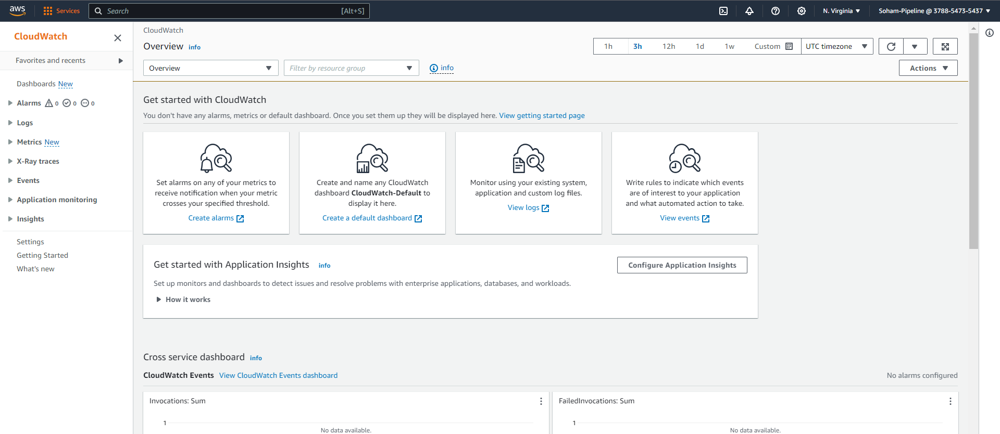 aws
Services
Search
[Alt+S]
N. Virginia
Soham-Pipeline @ 3788-5473-5437
CloudWatch
Favorites and recents
Dashboards New
Alarms 0 0 0
Logs
Metrics New
X-Ray traces
Events
Application monitoring
Insights
Settings
Getting Started
What's new
CloudWatch
Overview info
1h
3h
12h
1d
1w
Custom
UTC timezone
Overview
Filter by resource group
info
Actions
Get started with CloudWatch
You don't have any alarms, metrics or default dashboard. Once you set them up they will be displayed here. View getting started page
Set alarms on any of your metrics to
receive notification when your metric
crosses your specified threshold.
Create alarms
Create and name any CloudWatch
dashboard CloudWatch-Default to
display it here.
Create a default dashboard
Monitor using your existing system,
application and custom log files.
View logs
Write rules to indicate which events
are of interest to your application
and what automated action to take.
View events
Get started with Application Insights info
Configure Application Insights
Set up monitors and dashboards to detect issues and resolve problems with enterprise applications, databases, and workloads.
How it works
Cross service dashboard info
CloudWatch Events View CloudWatch Events dashboard
No alarms configured
Invocations: Sum
1
No data available.
FailedInvocations: Sum
1
No data available.